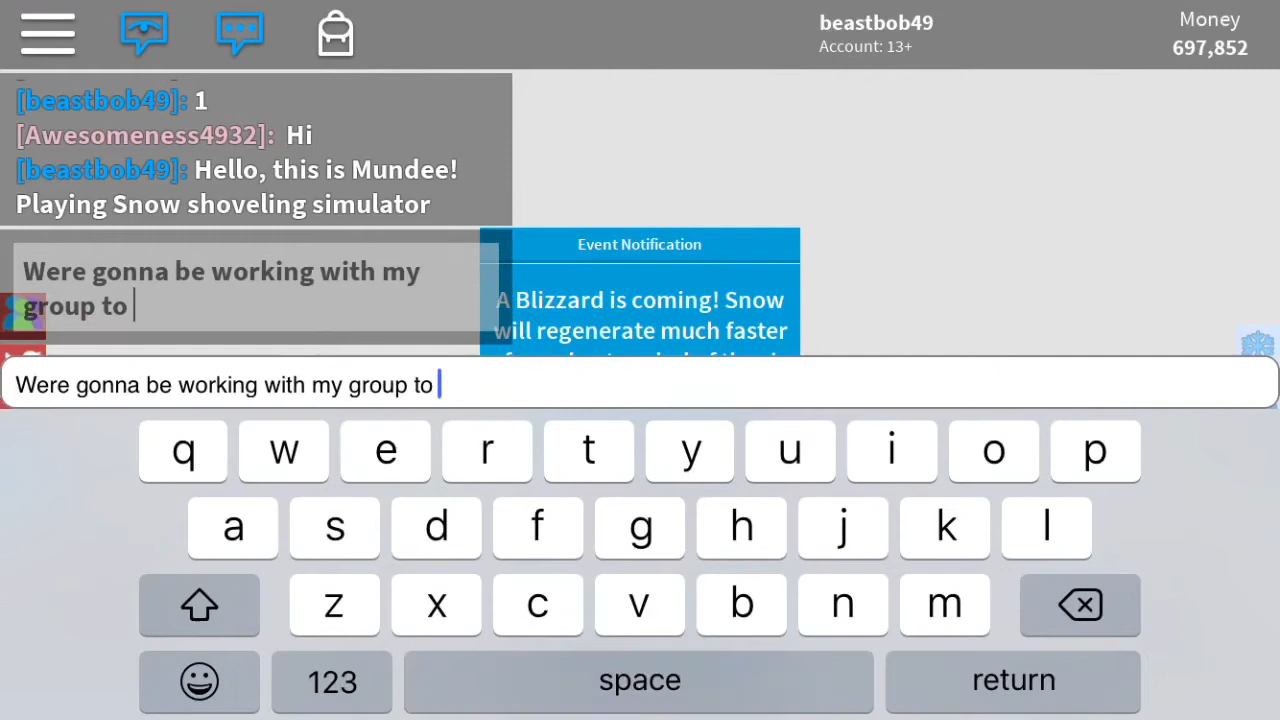 beastbob49
Account: 13+
Money
697,852
[beastbob49]: 1
[Awesomeness4932]: Hi
[beastbob49]: Hello, this is Mundee!
Playing Snow shoveling simulator
Were gonna be working with my
group to
Event Notification
A Blizzard is coming! Snow
will regenerate much faster
Were gonna be working with my group to
q w e r t y u i o p
a s d f g h j k l
z x c v b n m
123 space return